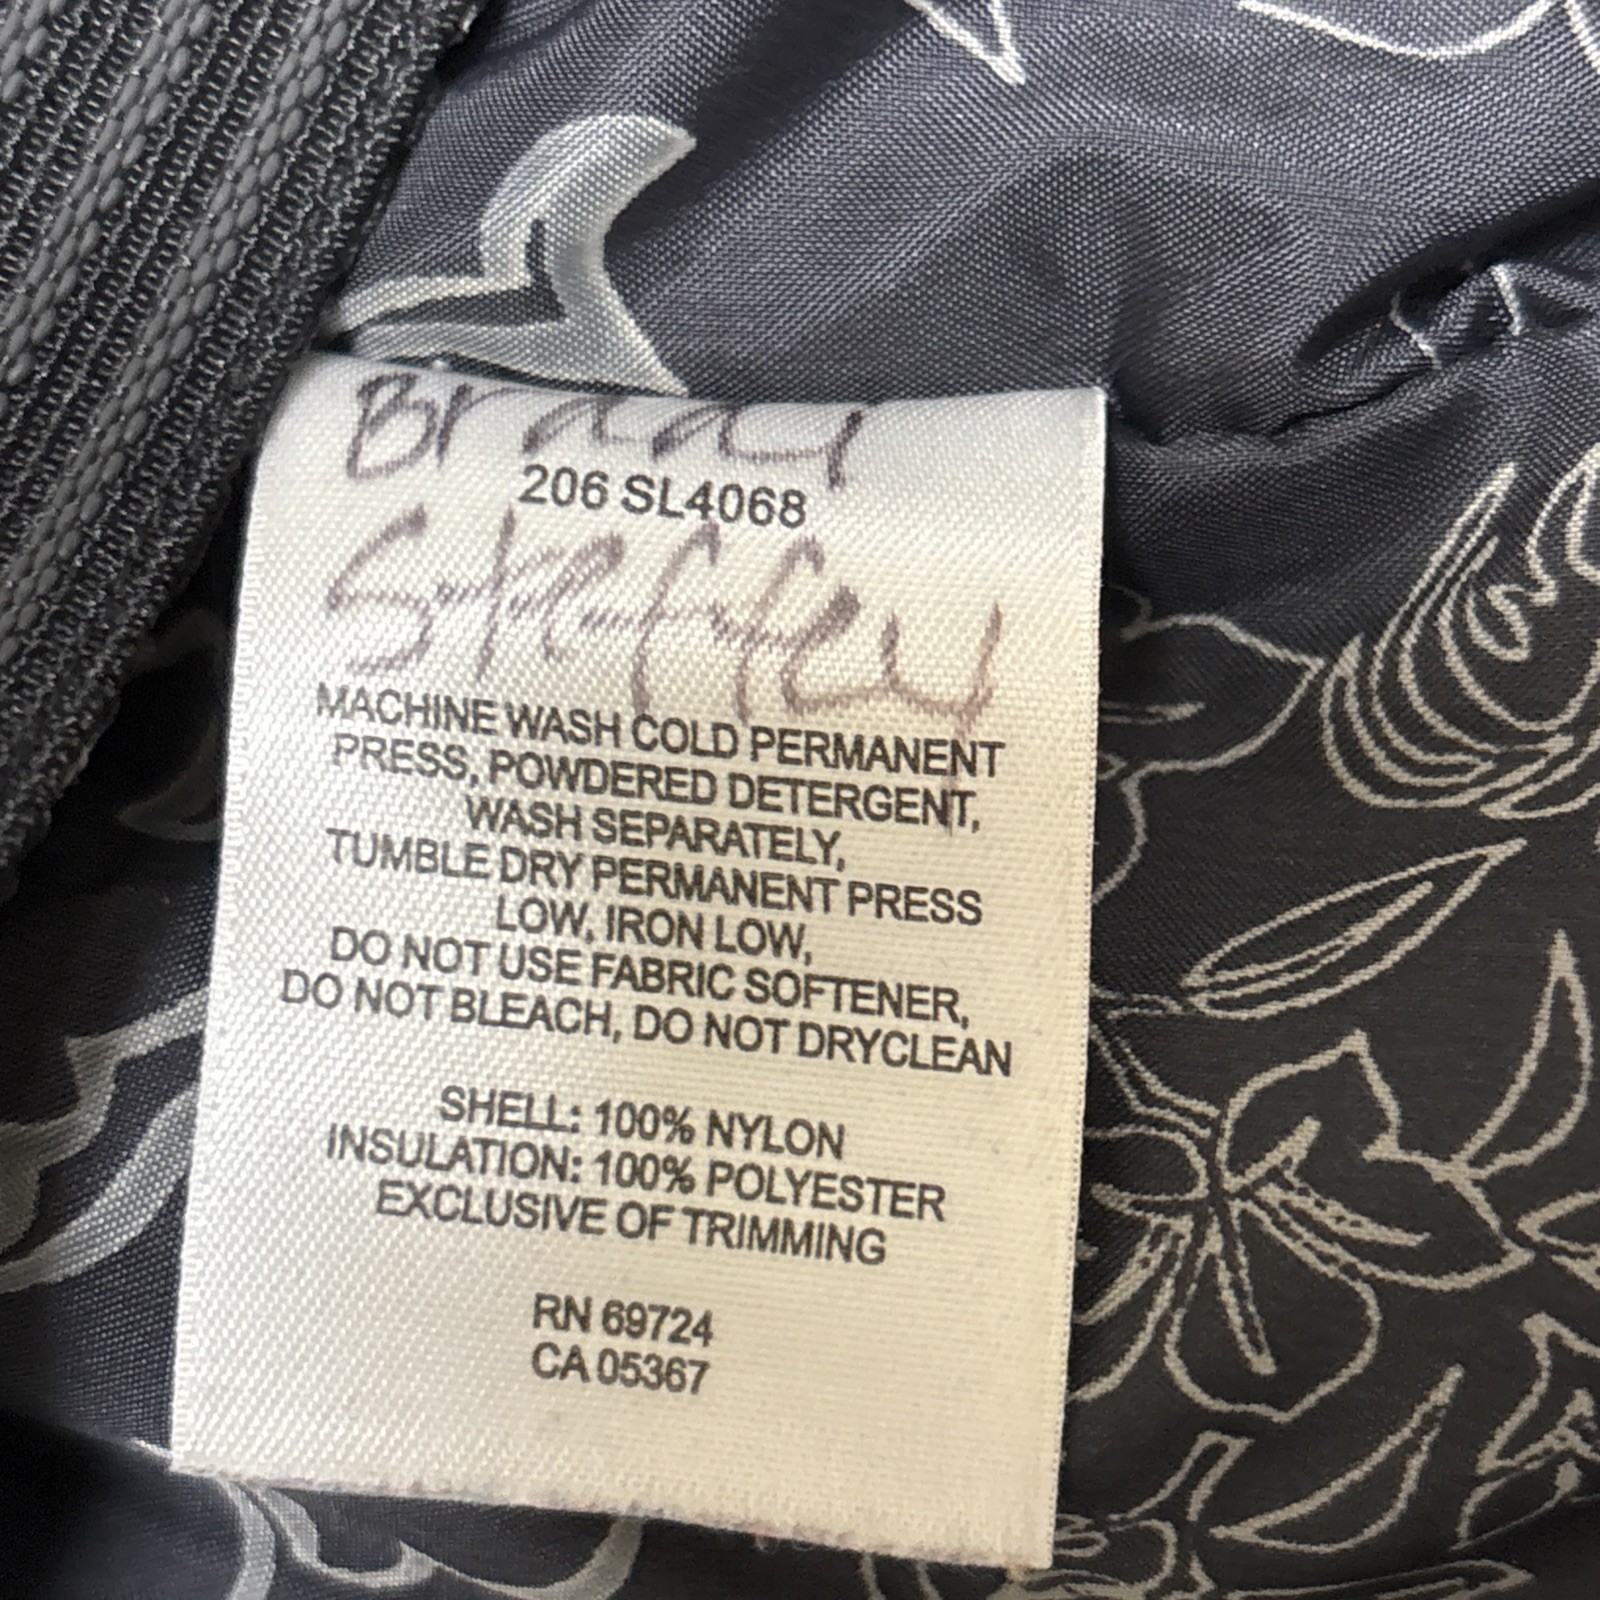 206 SL4068
MACHINE WASH COLD PERMANENT
PRESS, POWDERED DETERGENT,
WASH SEPARATELY,
TUMBLE DRY PERMANENT PRESS
LOW, IRON LOW,
DO NOT USE FABRIC SOFTENER,
DO NOT BLEACH, DO NOT DRYCLEAN
SHELL: 100% NYLON
INSULATION: 100% POLYESTER
EXCLUSIVE OF TRIMMING
RN 69724
CA 05367